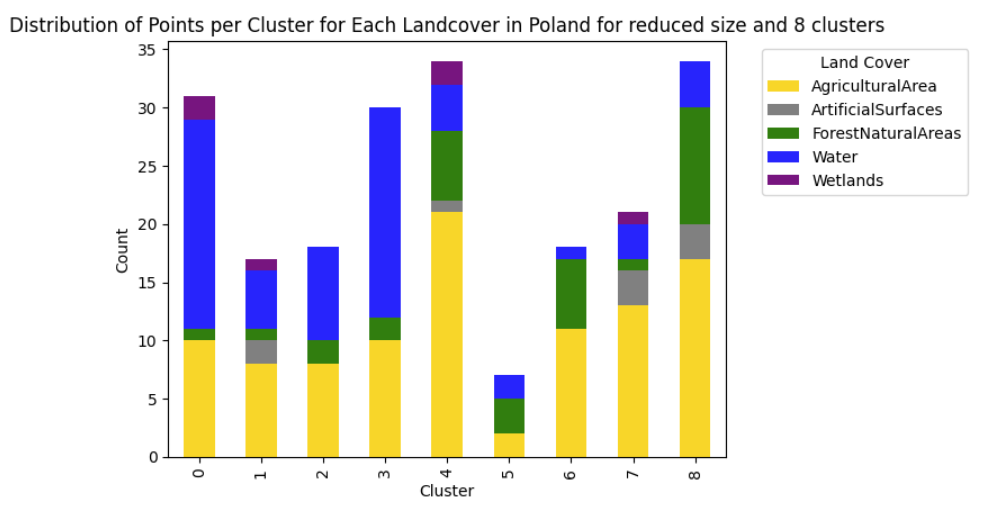 Distribution of Points per Cluster for Each Landcover in Poland for reduced size and 8 clusters
35
30
25
20
15
10
5
0
Count
0 1 2 3 4 5 6 7 8
Cluster
Land Cover
AgriculturalArea
ArtificialSurfaces
ForestNaturalAreas
Water
Wetlands